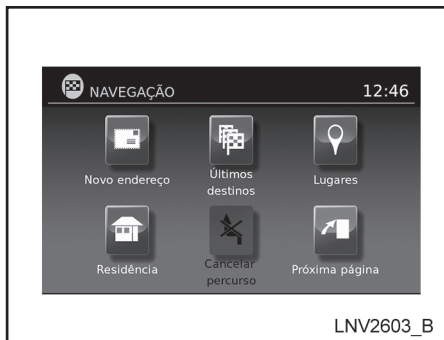 NAVEGAÇÃO 12:46
Novo endereço
Últimos
destinos
Lugares
Residência
Cancelar
percurso
Próxima página
LNV2603_B